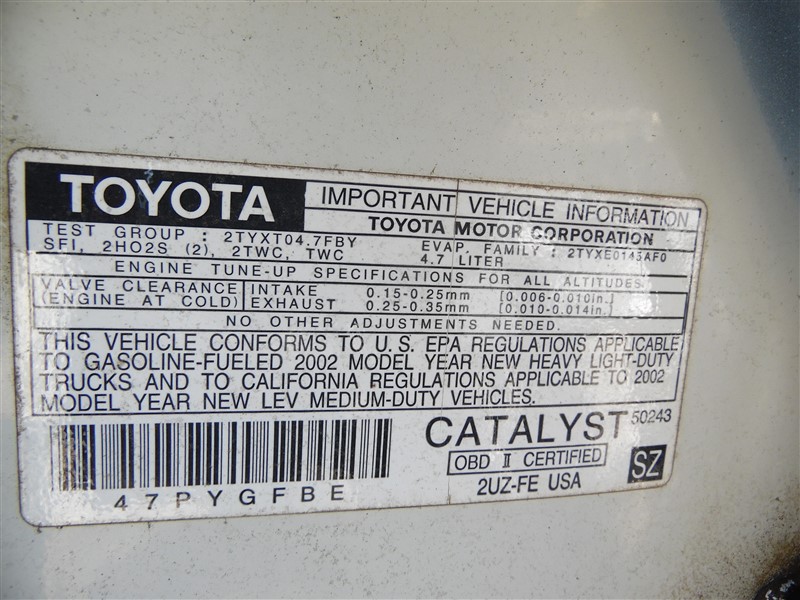 TOYOTA
IMPORTANT VEHICLE INFORMATION
TOYOTA MOTOR CORPORATION
TEST GROUP : 2TYXT04.7FBY
EVAP. FAMILY : 2TYXE0145AF0
SFI, 2HO2S (2), 2TWC, TWC
4.7 LITER
ENGINE TUNE-UP SPECIFICATIONS FOR ALL ALTITUDES
VALVE CLEARANCE INTAKE 0.15-0.25mm [0.006-0.010in.]
(ENGINE AT COLD) EXHAUST 0.25-0.35mm [0.010-0.014in.]
NO OTHER ADJUSTMENTS NEEDED.
THIS VEHICLE CONFORMS TO U.S. EPA REGULATIONS APPLICABLE
TO GASOLINE-FUELED 2002 MODEL YEAR NEW HEAVY LIGHT-DUTY
TRUCKS AND TO CALIFORNIA REGULATIONS APPLICABLE TO 2002
MODEL YEAR NEW LEV MEDIUM-DUTY VEHICLES.
CATALYST 50243
OBD II CERTIFIED
SZ
2UZ-FE USA
47PYGFBE